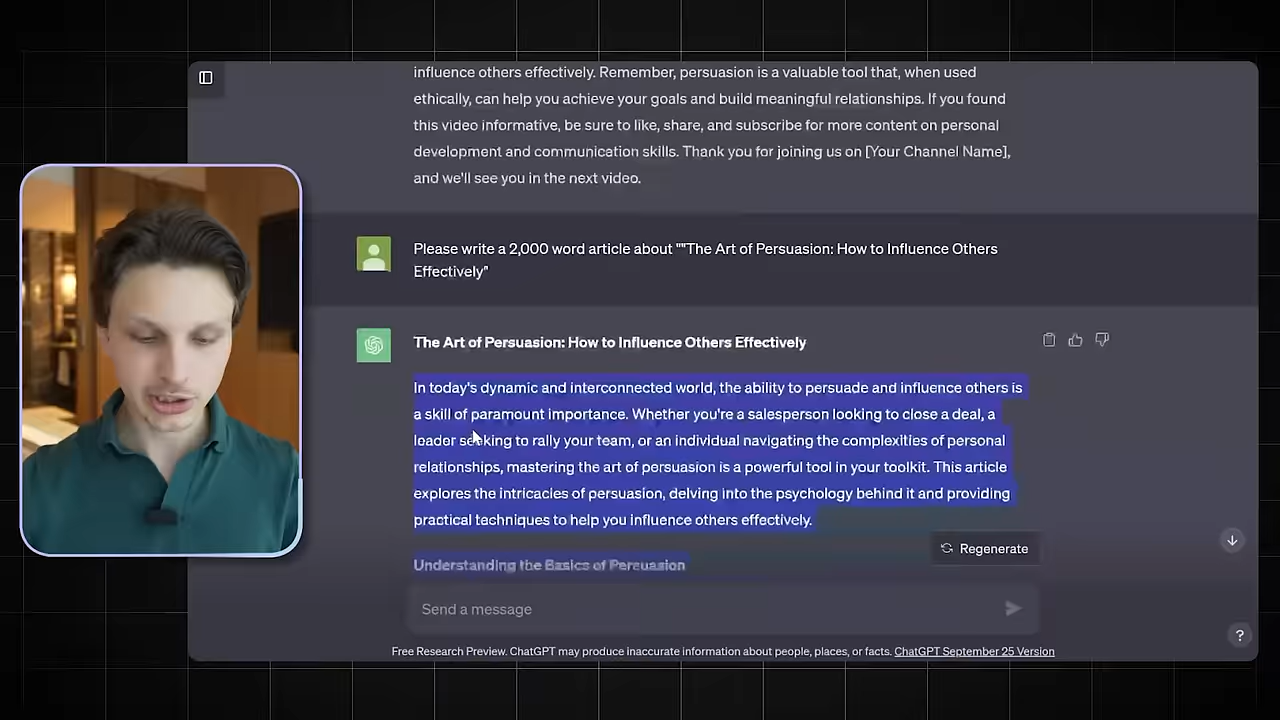 influence others effectively. Remember, persuasion is a valuable tool that, when used
ethically, can help you achieve your goals and build meaningful relationships. If you found
this video informative, be sure to like, share, and subscribe for more content on personal
development and communication skills. Thank you for joining us on [Your Channel Name],
and we'll see you in the next video.
Please write a 2,000 word article about ""The Art of Persuasion: How to Influence Others
Effectively"
The Art of Persuasion: How to Influence Others Effectively
In today's dynamic and interconnected world, the ability to persuade and influence others is
a skill of paramount importance. Whether you're a salesperson looking to close a deal, a
leader seeking to rally your team, or an individual navigating the complexities of personal
relationships, mastering the art of persuasion is a powerful tool in your toolkit. This article
explores the intricacies of persuasion, delving into the psychology behind it and providing
practical techniques to help you influence others effectively.
Regenerate
Understanding the Basics of Persuasion
Send a message
?
Free Research Preview. ChatGPT may produce inaccurate information about people, places, or facts. ChatGPT September 25 Version